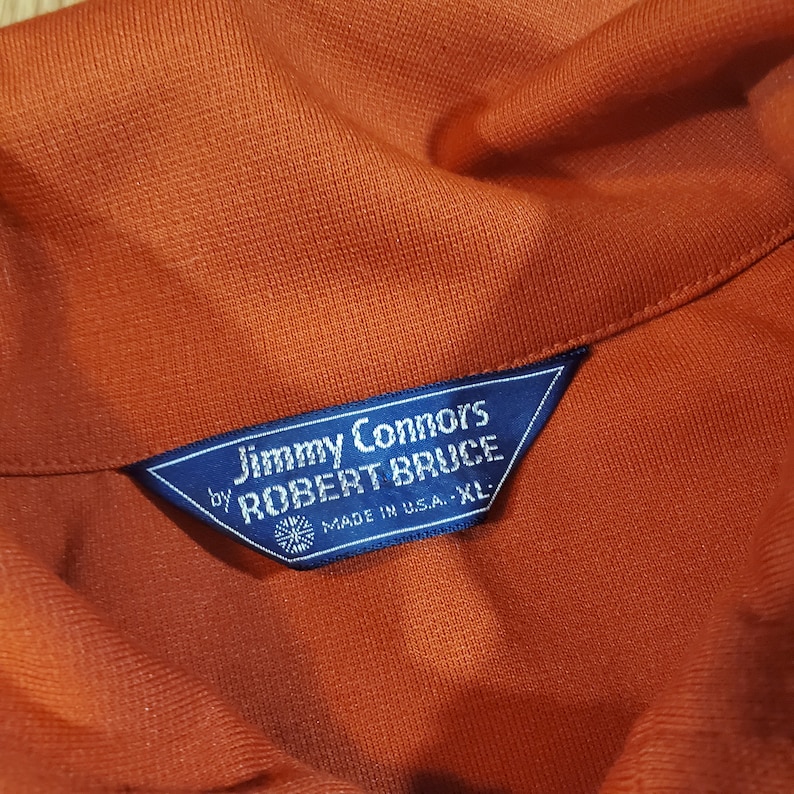 Jimmy Connors
by ROBERT BRUCE
MADE IN U.S.A. -XL-